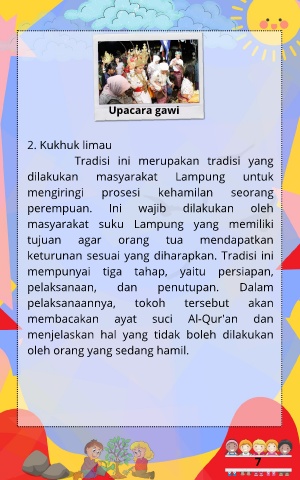 Upacara gawi
2. Kukhuk limau
Tradisi ini merupakan tradisi yang
dilakukan masyarakat Lampung untuk
mengiringi prosesi kehamilan seorang
perempuan. Ini wajib dilakukan oleh
masyarakat suku Lampung yang memiliki
tujuan agar orang tua mendapatkan
keturunan sesuai yang diharapkan. Tradisi ini
mempunyai tiga tahap, yaitu persiapan,
pelaksanaan, dan penutupan. Dalam
pelaksanaannya, tokoh tersebut akan
membacakan ayat suci Al-Qur'an dan
menjelaskan hal yang tidak boleh dilakukan
oleh orang yang sedang hamil.
7